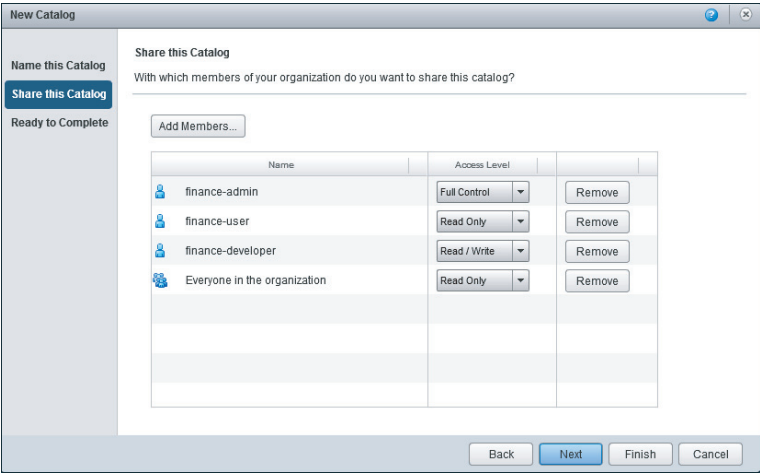 New Catalog
Name this Catalog
Share this Catalog
Ready to Complete
Share this Catalog
With which members of your organization do you want to share this catalog?
Add Members...
Name Access Level
finance-admin Full Control Remove
finance-user Read Only Remove
finance-developer Read / Write Remove
Everyone in the organization Read Only Remove
Back Next Finish Cancel